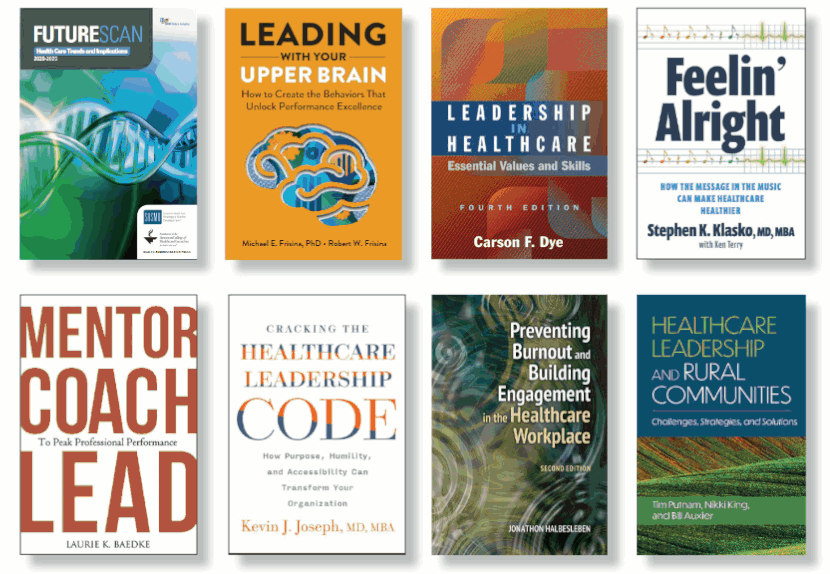 FUTURESCAN
Health Care Trends and Implications
LEADING
WITH YOUR
UPPER BRAIN
How to Create the Behaviors That
Unlock Performance Excellence
Michael E. Frisina, PhD • Robert W. Frisina
LEADERSHIP
IN
HEALTHCARE
Essential Values and Skills
FOURTH EDITION
Carson F. Dye
Feelin'
Alright
HOW THE MESSAGE IN THE MUSIC
CAN MAKE HEALTHCARE
HEALTHIER
Stephen K. Klasko, MD, MBA
with Ken Terry
MENTOR
COACH
To Peak Professional Performance
LEAD
LAURIE K. BAEDKE
CRACKING THE
HEALTHCARE
LEADERSHIP
CODE
How Purpose, Humility,
and Accessibility Can
Transform Your
Organization
Kevin J. Joseph, MD, MBA
Preventing
Burnout and
Building
Engagement
in the Healthcare
Workplace
SECOND EDITION
JONATHON HALBESLEBEN
HEALTHCARE
LEADERSHIP
AND RURAL
COMMUNITIES
Challenges, Strategies, and Solutions
Tim Putnam, Nikki King,
and Bill Auxier